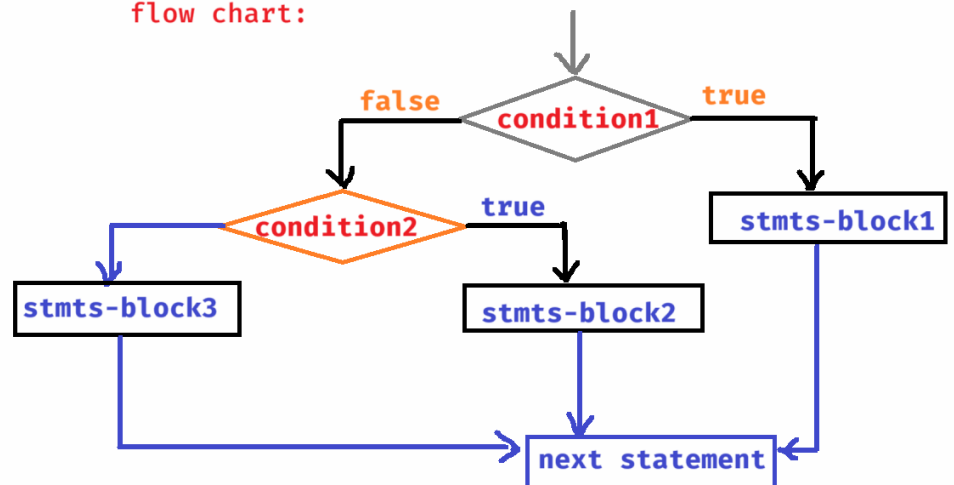 flow chart:
false
true
condition1
condition2
true
stmts-block1
stmts-block3
stmts-block2
next statement